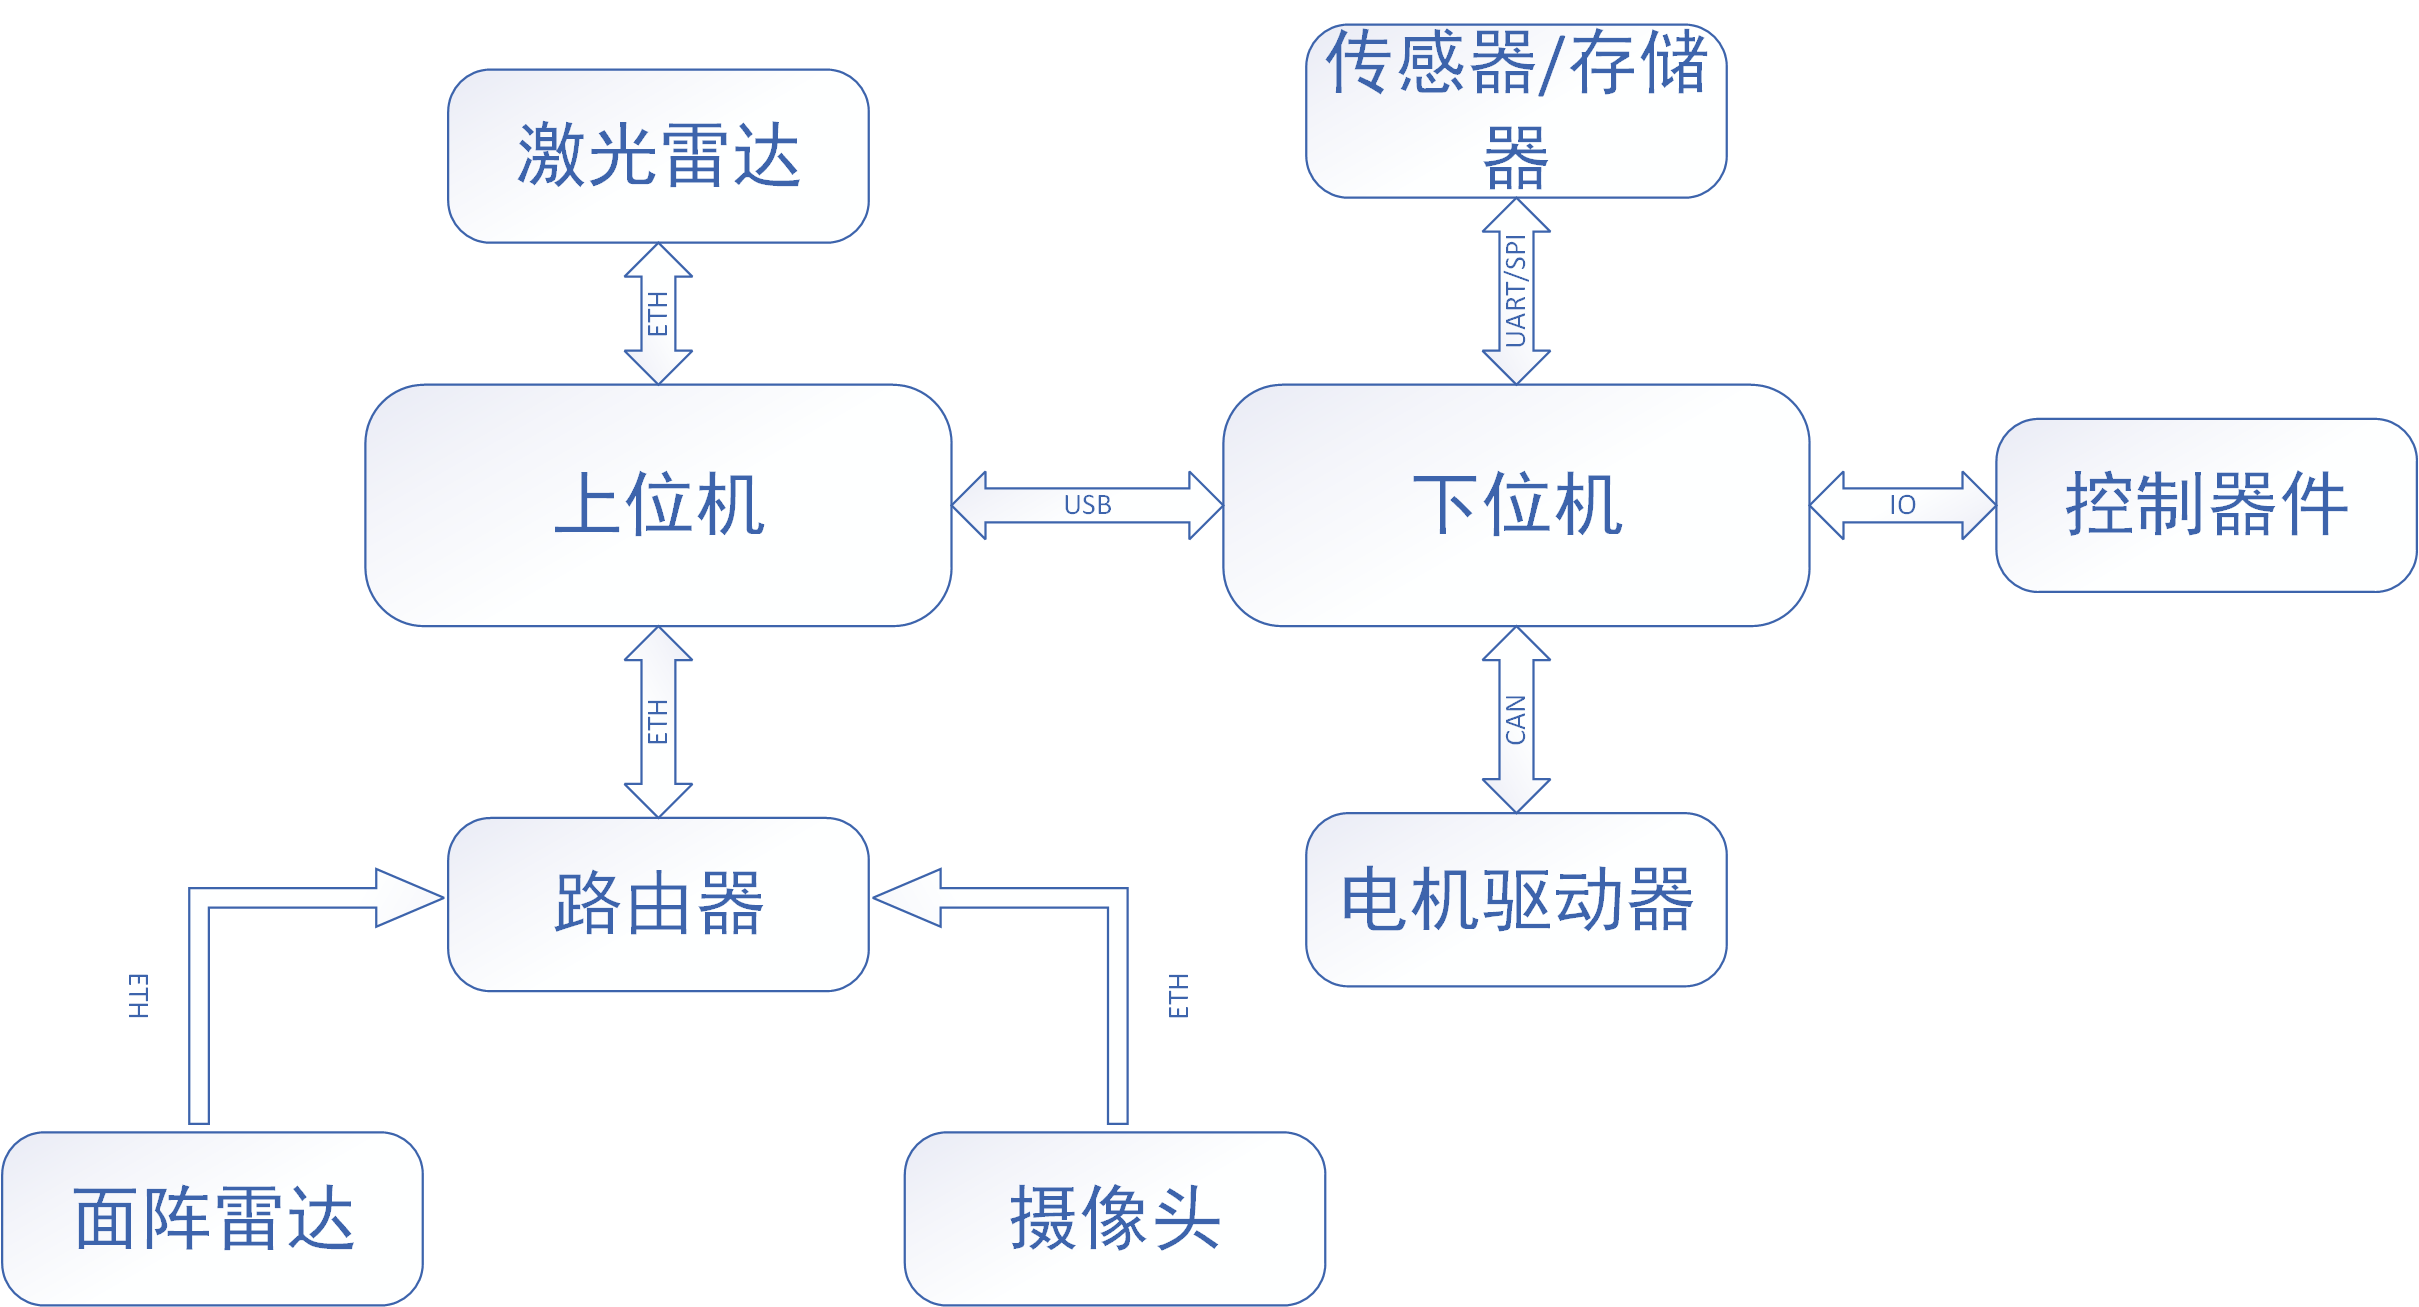 传感器/存储
器
激光雷达
ETH
UART/SPI
上位机
USB
下位机
IO
控制器件
ETH
CAN
路由器
电机驱动器
ETH
ETH
面阵雷达
摄像头